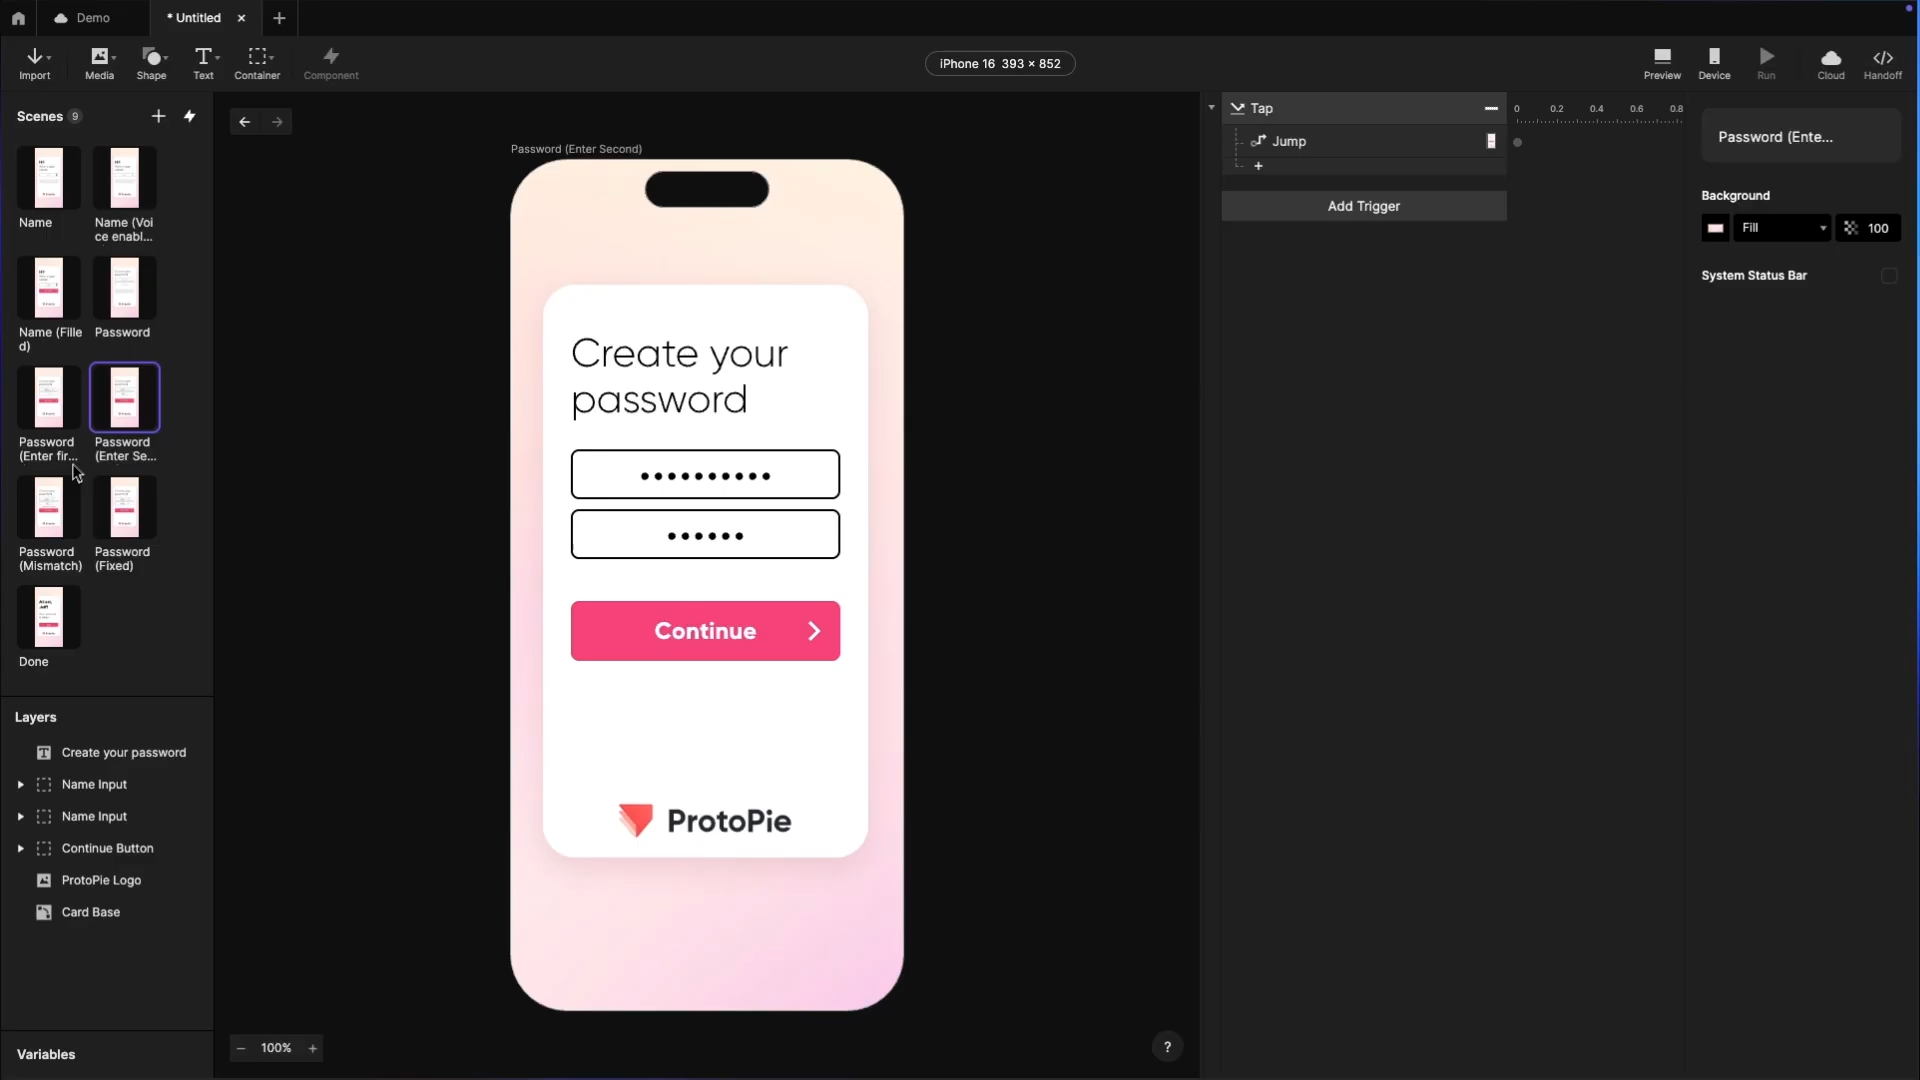 Demo
* Untitled
Import
Media
Shape
Text
Container
Component
iPhone 16 393 × 852
Preview
Device
Run
Cloud
Handoff
Scenes 9
Name
Name (Voi
ce enabl...
Name (Fille
d)
Password
Password
(Enter fir...
Password
(Enter Se...
Password
(Mismatch)
Password
(Fixed)
Done
Layers
Create your password
Name Input
Name Input
Continue Button
ProtoPie Logo
Card Base
Variables
Password (Enter Second)
Create your
password
Continue
ProtoPie
100%
?
Tap
Jump
Add Trigger
0 0.2 0.4 0.6 0.8
Password (Ente...
Background
Fill
100
System Status Bar